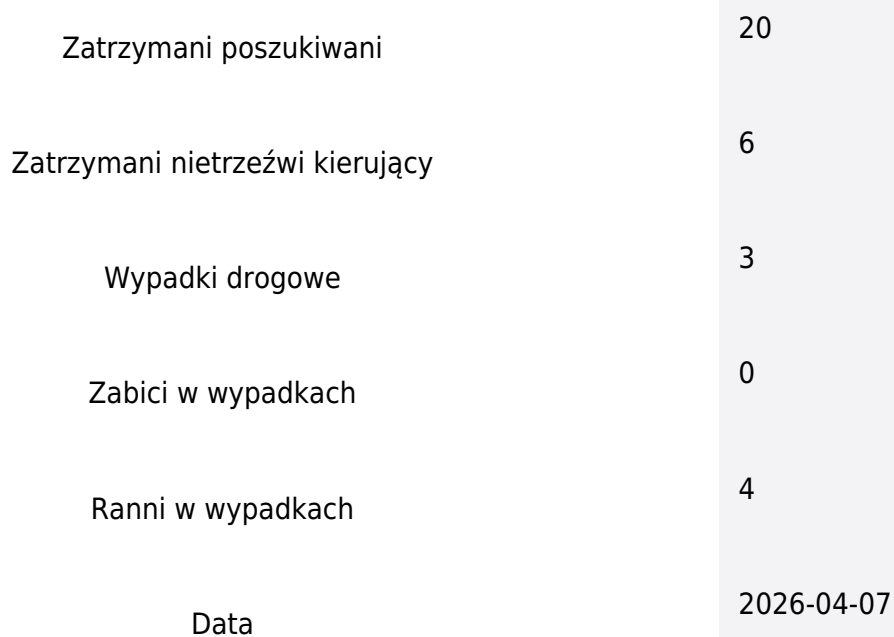 Zatrzymani poszukiwani 20
Zatrzymani nietrzeźwi kierujący 6
Wypadki drogowe 3
Zabici w wypadkach 0
Ranni w wypadkach 4
Data 2026-04-07